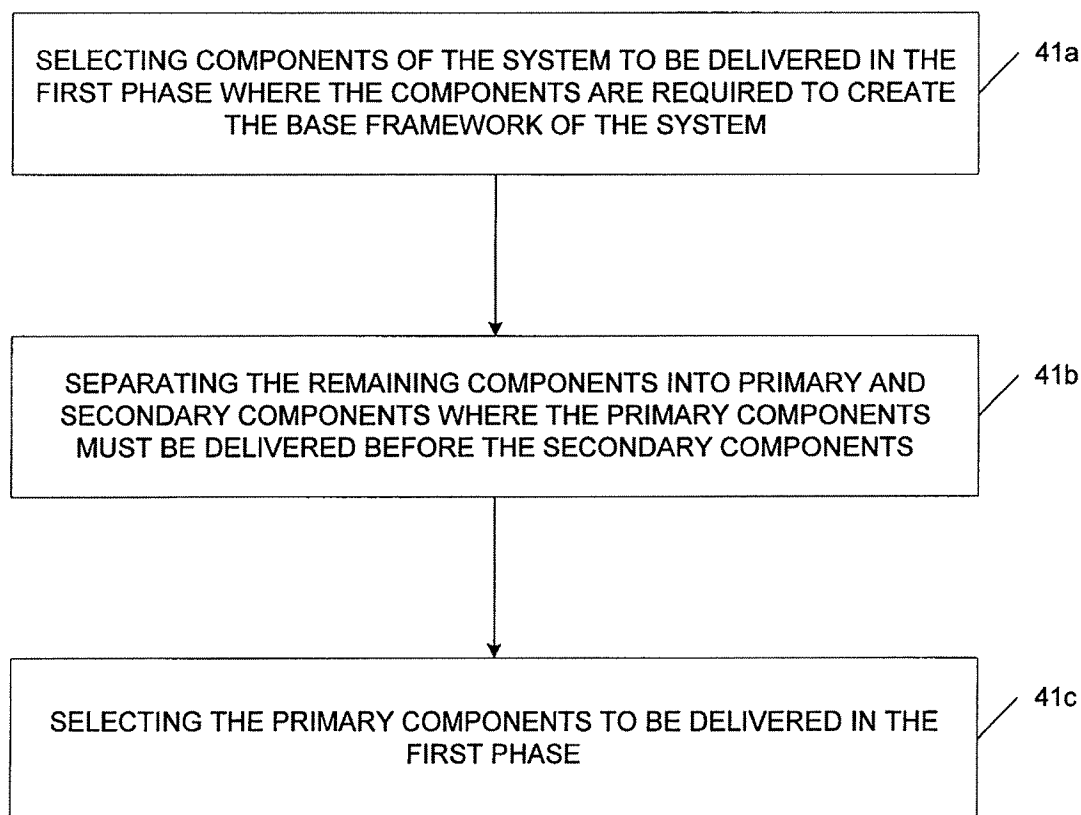 SELECTING COMPONENTS OF THE SYSTEM TO BE DELIVERED IN THE
FIRST PHASE WHERE THE COMPONENTS ARE REQUIRED TO CREATE
THE BASE FRAMEWORK OF THE SYSTEM
41a
SEPARATING THE REMAINING COMPONENTS INTO PRIMARY AND
SECONDARY COMPONENTS WHERE THE PRIMARY COMPONENTS
MUST BE DELIVERED BEFORE THE SECONDARY COMPONENTS
41b
SELECTING THE PRIMARY COMPONENTS TO BE DELIVERED IN THE
FIRST PHASE
41c